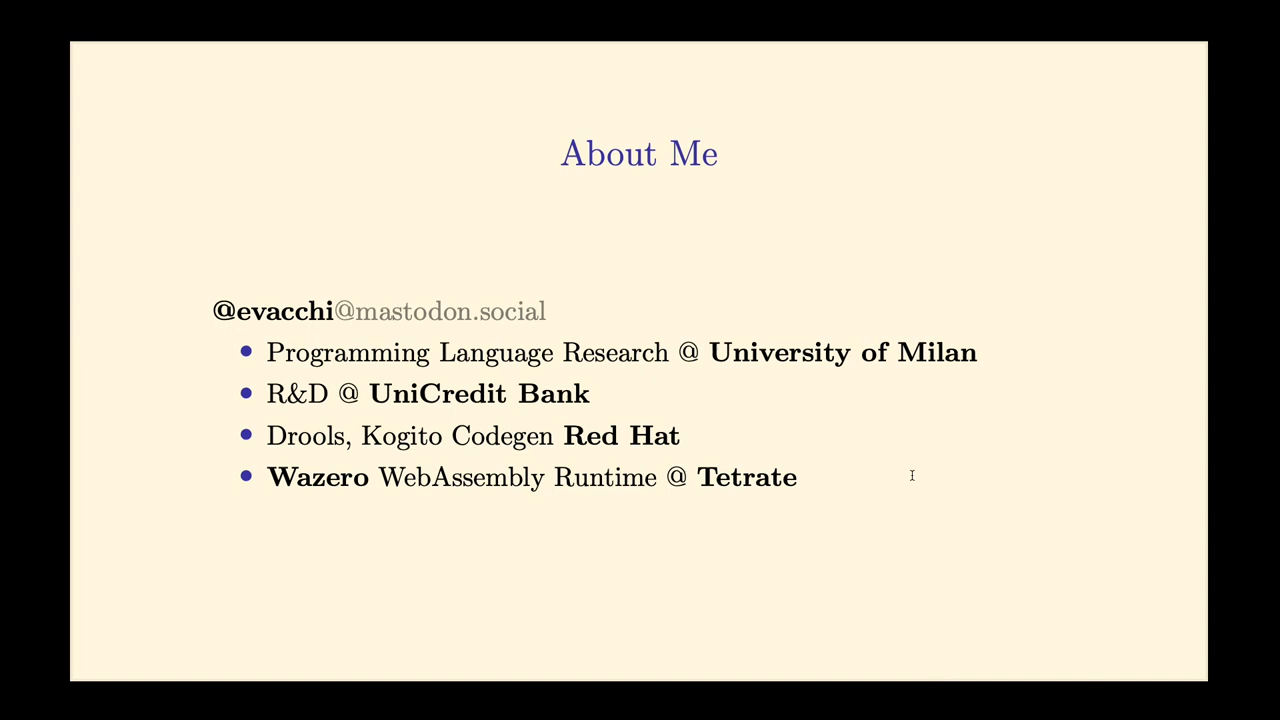 About Me
@evacchi@mastodon.social
Programming Language Research @ University of Milan
R&D @ UniCredit Bank
Drools, Kogito Codegen Red Hat
Wazero WebAssembly Runtime @ Tetrate